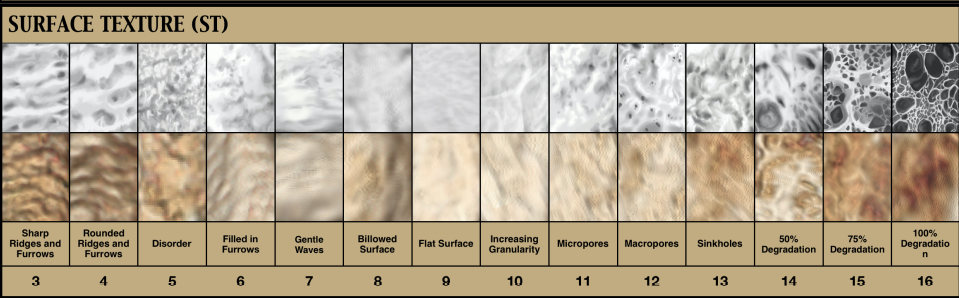 SURFACE TEXTURE (ST)
Sharp
Ridges and
Furrows
Rounded
Ridges and
Furrows
Disorder
Filled in
Furrows
Gentle
Waves
Billowed
Surface
Flat Surface
Increasing
Granularity
Micropores
Macropores
Sinkholes
50%
Degradation
75%
Degradation
100%
Degradatio
n
3 4 5 6 7 8 9 10 11 12 13 14 15 16